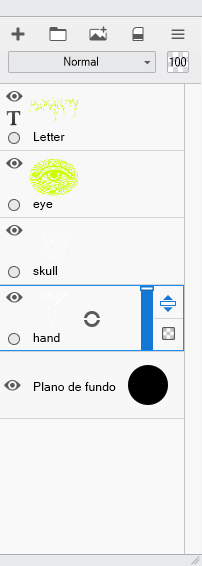 Normal
100
T
Letter
eye
skull
hand
Plano de fundo